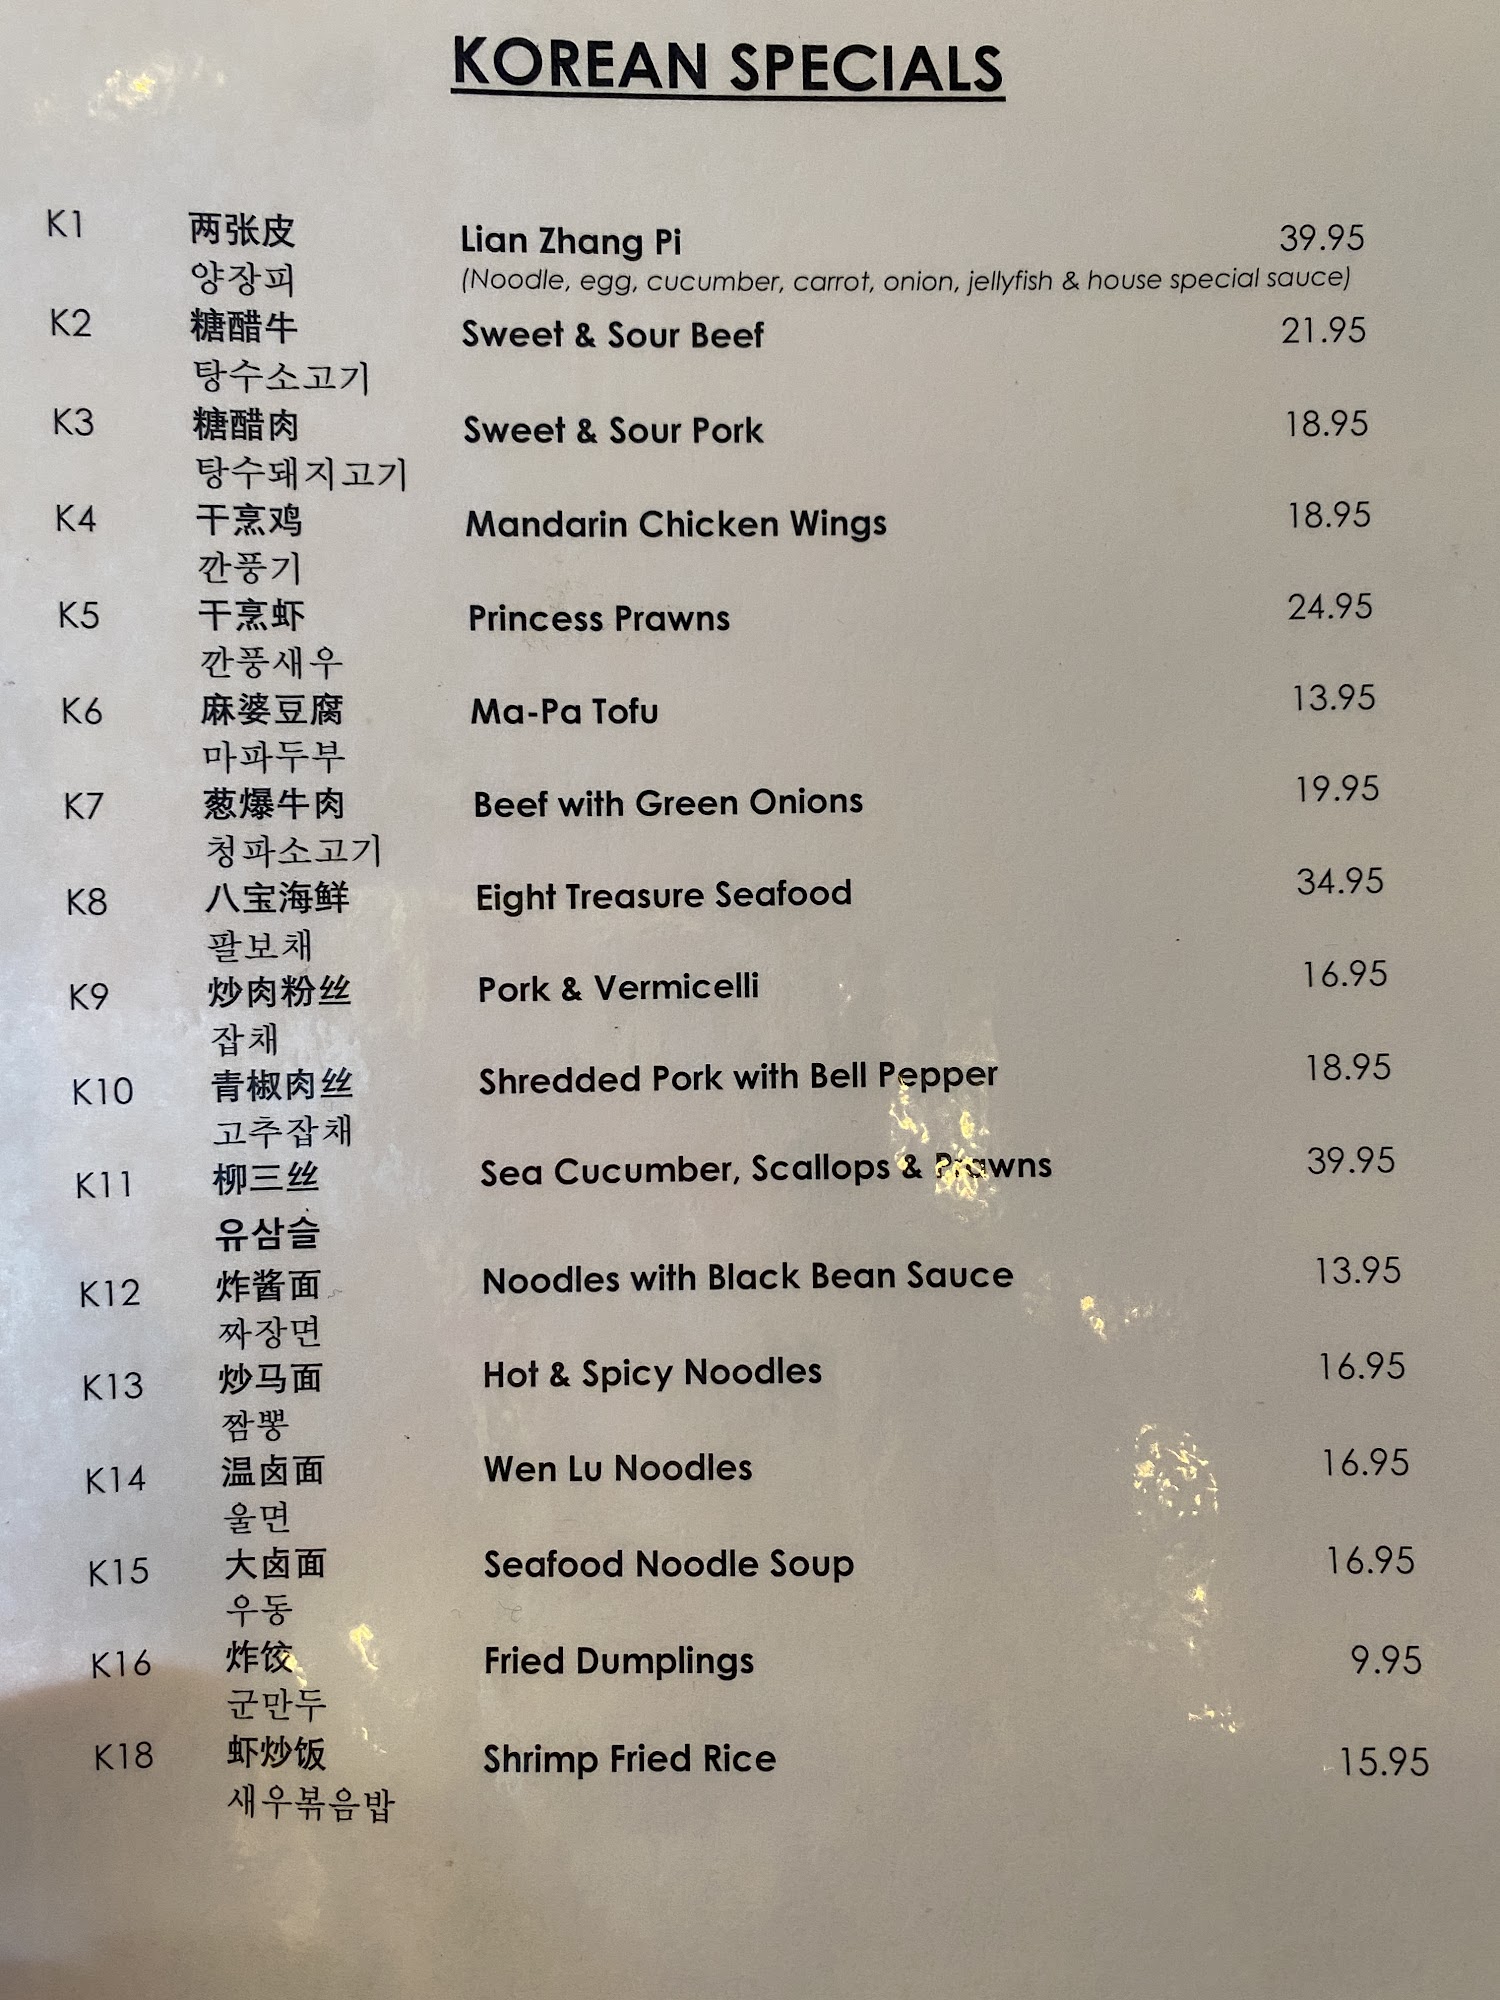 KOREAN SPECIALS
K1 两张皮 Lian Zhang Pi 39.95
양장피 (Noodle, egg, cucumber, carrot, onion, jellyfish & house special sauce)
K2 糖醋牛 Sweet & Sour Beef 21.95
탕수소고기
K3 糖醋肉 Sweet & Sour Pork 18.95
탕수돼지고기
K4 干烹鸡 Mandarin Chicken Wings 18.95
깐풍기
K5 干烹虾 Princess Prawns 24.95
깐풍새우
K6 麻婆豆腐 Ma-Pa Tofu 13.95
마파두부
K7 葱爆牛肉 Beef with Green Onions 19.95
청파소고기
K8 八宝海鲜 Eight Treasure Seafood 34.95
팔보채
K9 炒肉粉丝 Pork & Vermicelli 16.95
잡채
K10 青椒肉丝 Shredded Pork with Bell Pepper 18.95
고추잡채
K11 柳三丝 Sea Cucumber, Scallops & Prawns 39.95
유삼슬
K12 炸酱面 Noodles with Black Bean Sauce 13.95
짜장면
K13 炒马面 Hot & Spicy Noodles 16.95
짬뽕
K14 温卤面 Wen Lu Noodles 16.95
울면
K15 大卤面 Seafood Noodle Soup 16.95
우동
K16 炸饺 Fried Dumplings 9.95
군만두
K18 虾炒饭 Shrimp Fried Rice 15.95
새우볶음밥